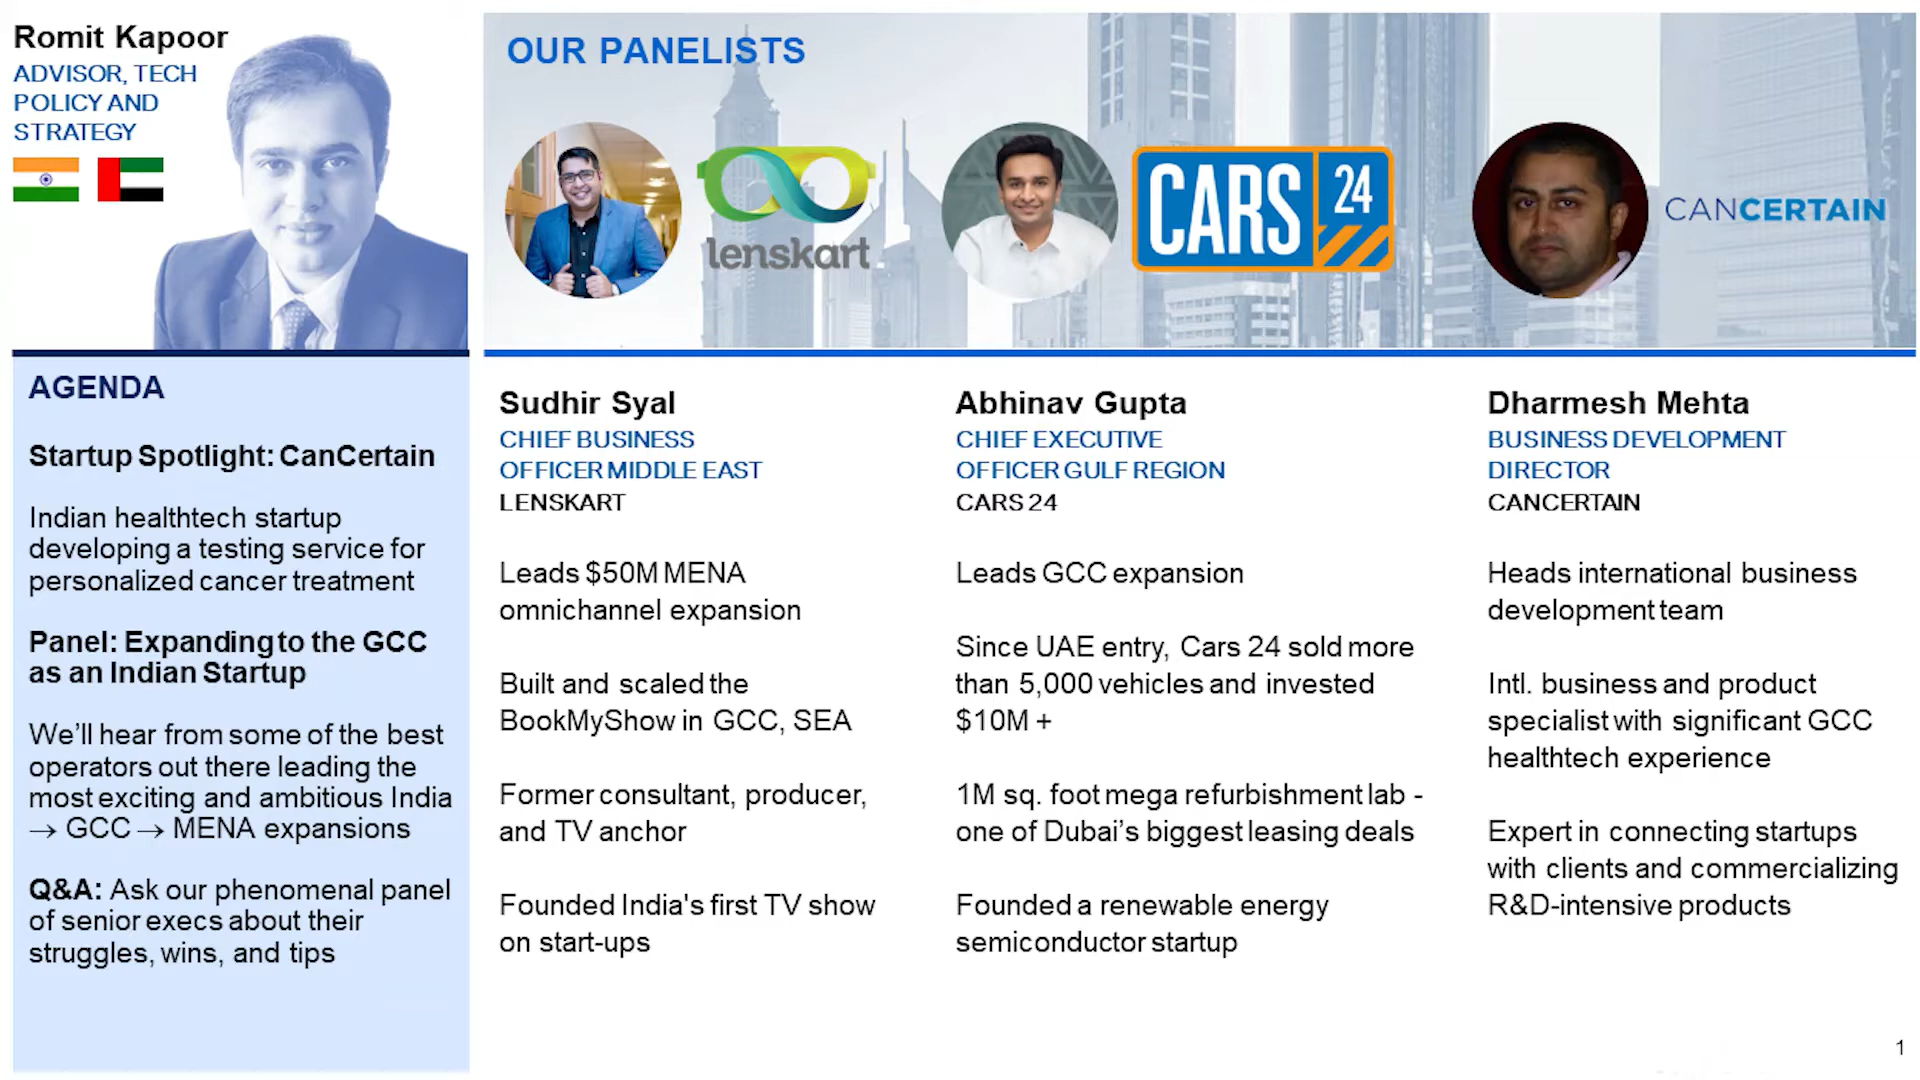 Romit Kapoor
ADVISOR, TECH
POLICY AND
STRATEGY
OUR PANELISTS
lenskart
CARS 24
CANCERTAIN
AGENDA
Startup Spotlight: CanCertain
Indian healthtech startup
developing a testing service for
personalized cancer treatment
Panel: Expanding to the GCC
as an Indian Startup
We’ll hear from some of the best
operators out there leading the
most exciting and ambitious India
→ GCC → MENA expansions
Q&A: Ask our phenomenal panel
of senior execs about their
struggles, wins, and tips
Sudhir Syal
CHIEF BUSINESS
OFFICER MIDDLE EAST
LENSKART
Leads $50M MENA
omnichannel expansion
Built and scaled the
BookMyShow in GCC, SEA
Former consultant, producer,
and TV anchor
Founded India's first TV show
on start-ups
Abhinav Gupta
CHIEF EXECUTIVE
OFFICER GULF REGION
CARS 24
Leads GCC expansion
Since UAE entry, Cars 24 sold more
than 5,000 vehicles and invested
$10M +
1M sq. foot mega refurbishment lab -
one of Dubai’s biggest leasing deals
Founded a renewable energy
semiconductor startup
Dharmesh Mehta
BUSINESS DEVELOPMENT
DIRECTOR
CANCERTAIN
Heads international business
development team
Intl. business and product
specialist with significant GCC
healthtech experience
Expert in connecting startups
with clients and commercializing
R&D-intensive products
1